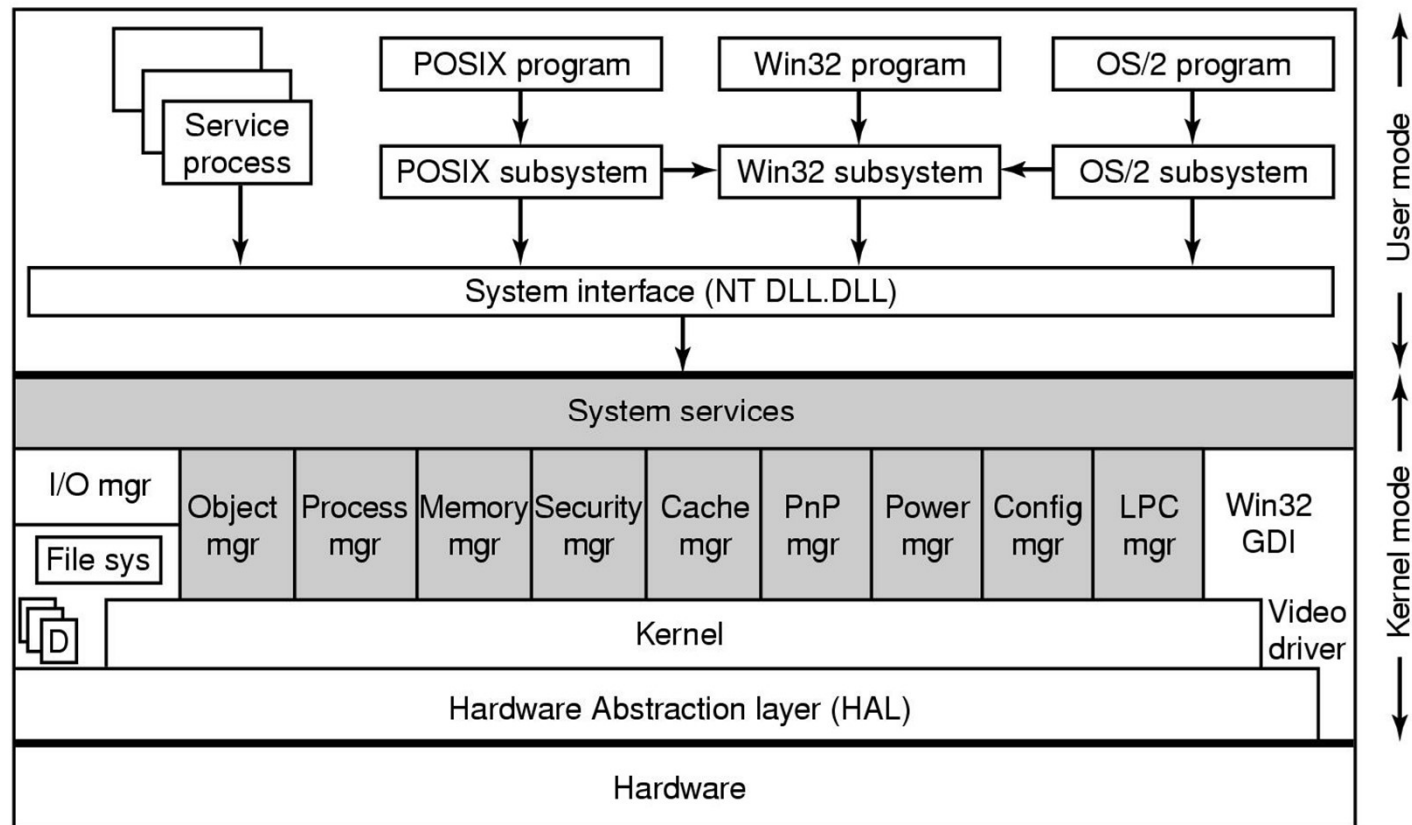 POSIX program
Win32 program
OS/2 program
Service
process
POSIX subsystem
Win32 subsystem
OS/2 subsystem
System interface (NT DLL.DLL)
User mode
System services
I/O mgr
File sys
D
Object
mgr
Process
mgr
Memory
mgr
Security
mgr
Cache
mgr
PnP
mgr
Power
mgr
Config
mgr
LPC
mgr
Win32
GDI
Video
driver
Kernel
Hardware Abstraction layer (HAL)
Kernel mode
Hardware